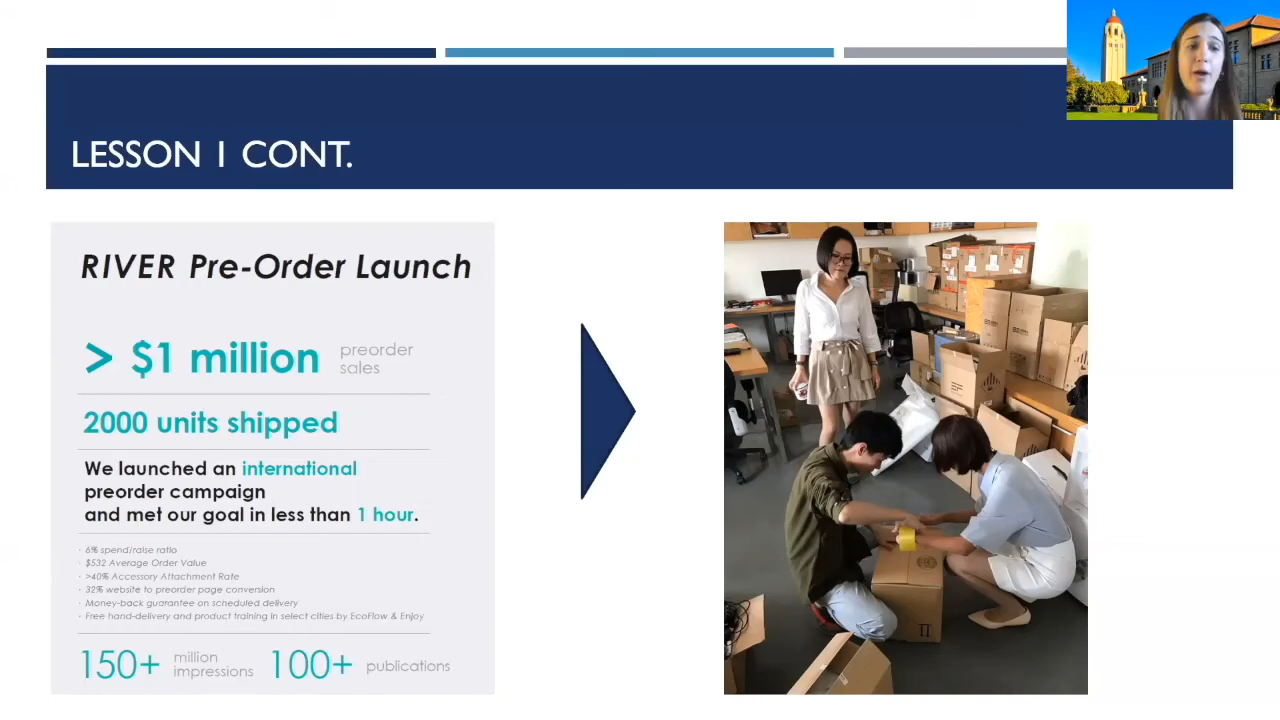 LESSON 1 CONT.
RIVER Pre-Order Launch
> $1 million preorder
sales
2000 units shipped
We launched an international
preorder campaign
and met our goal in less than 1 hour.
· 6% spend/raise ratio
· $532 Average Order Value
· >40% Accessory Attachment Rate
· 32% website to preorder page conversion
· Money-back guarantee on scheduled delivery
· Free hand-delivery and product training in select cities by EcoFlow & Enjoy
150+ million
impressions
100+ publications